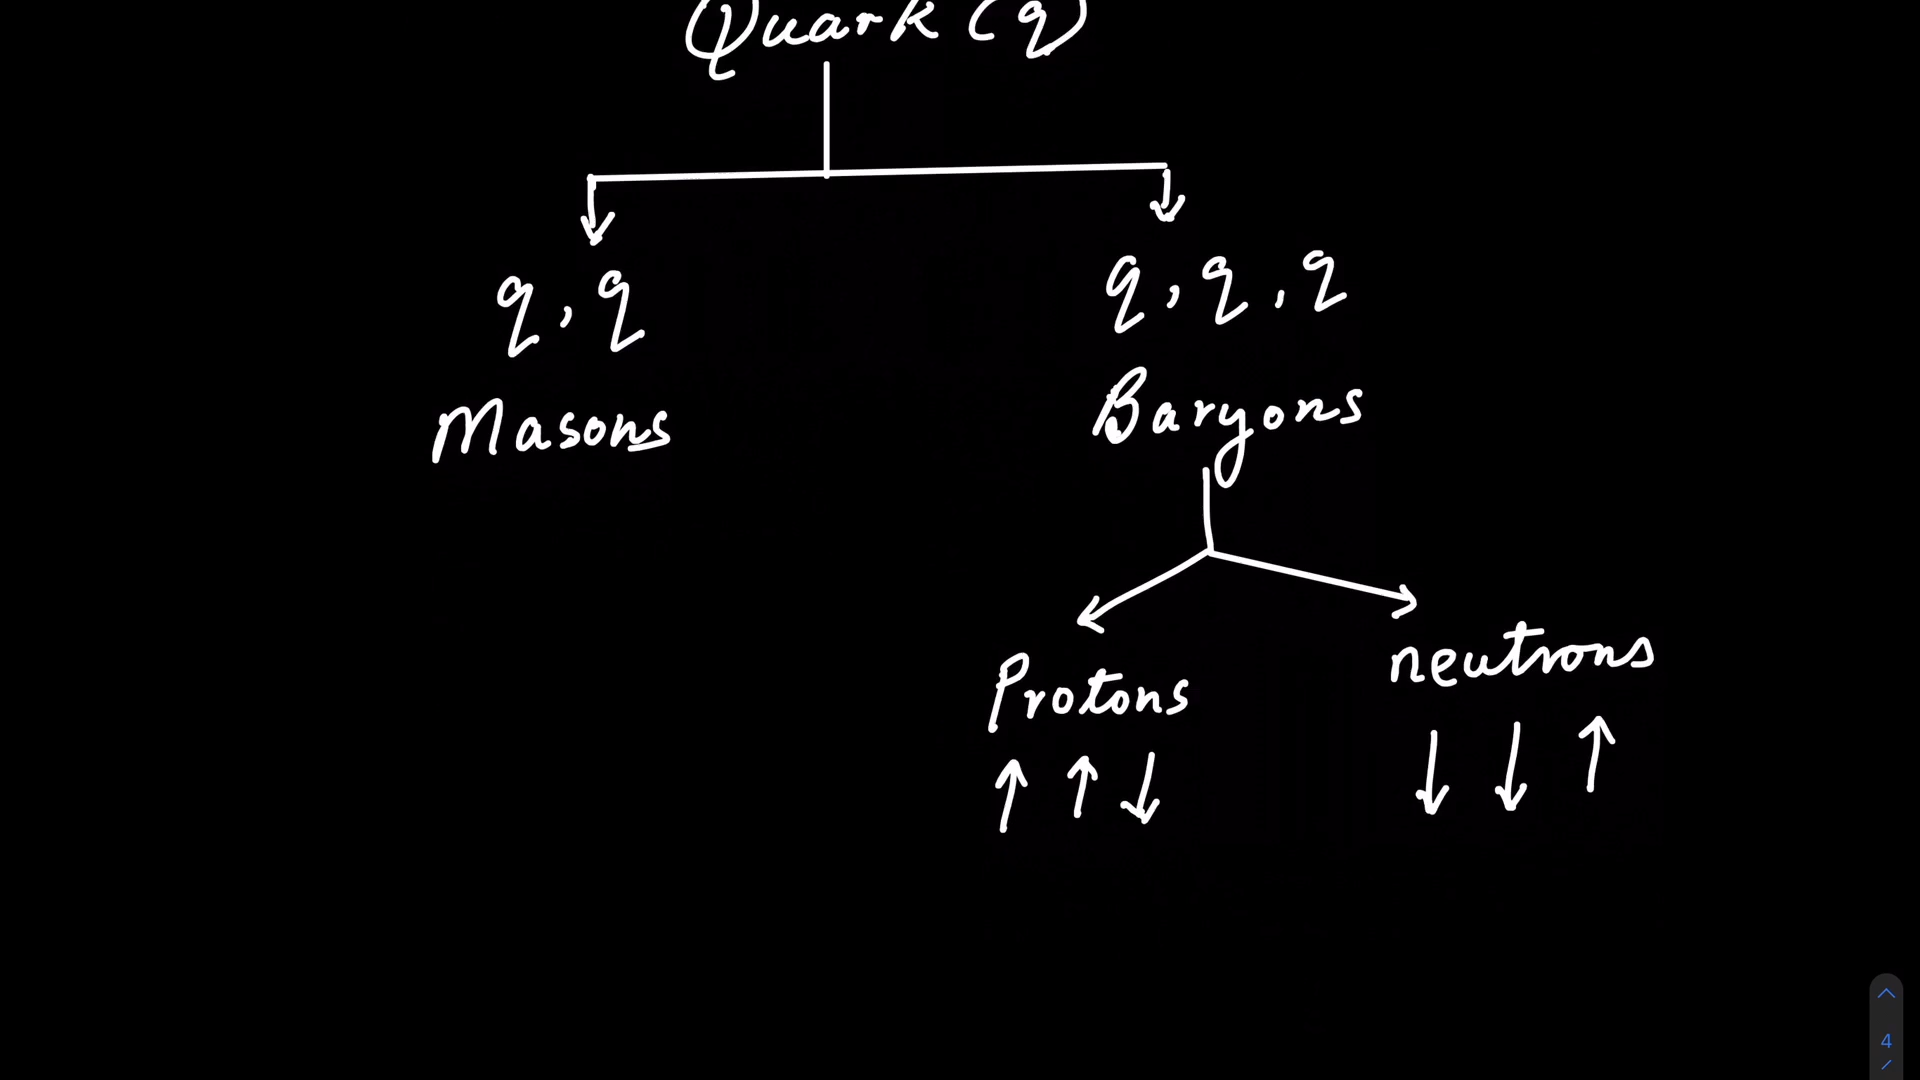 Quark (q)
q, q
q, q, q
Masons
Baryons
Protons
neutrons
↑ ↑ ↓
↓ ↓ ↑
4